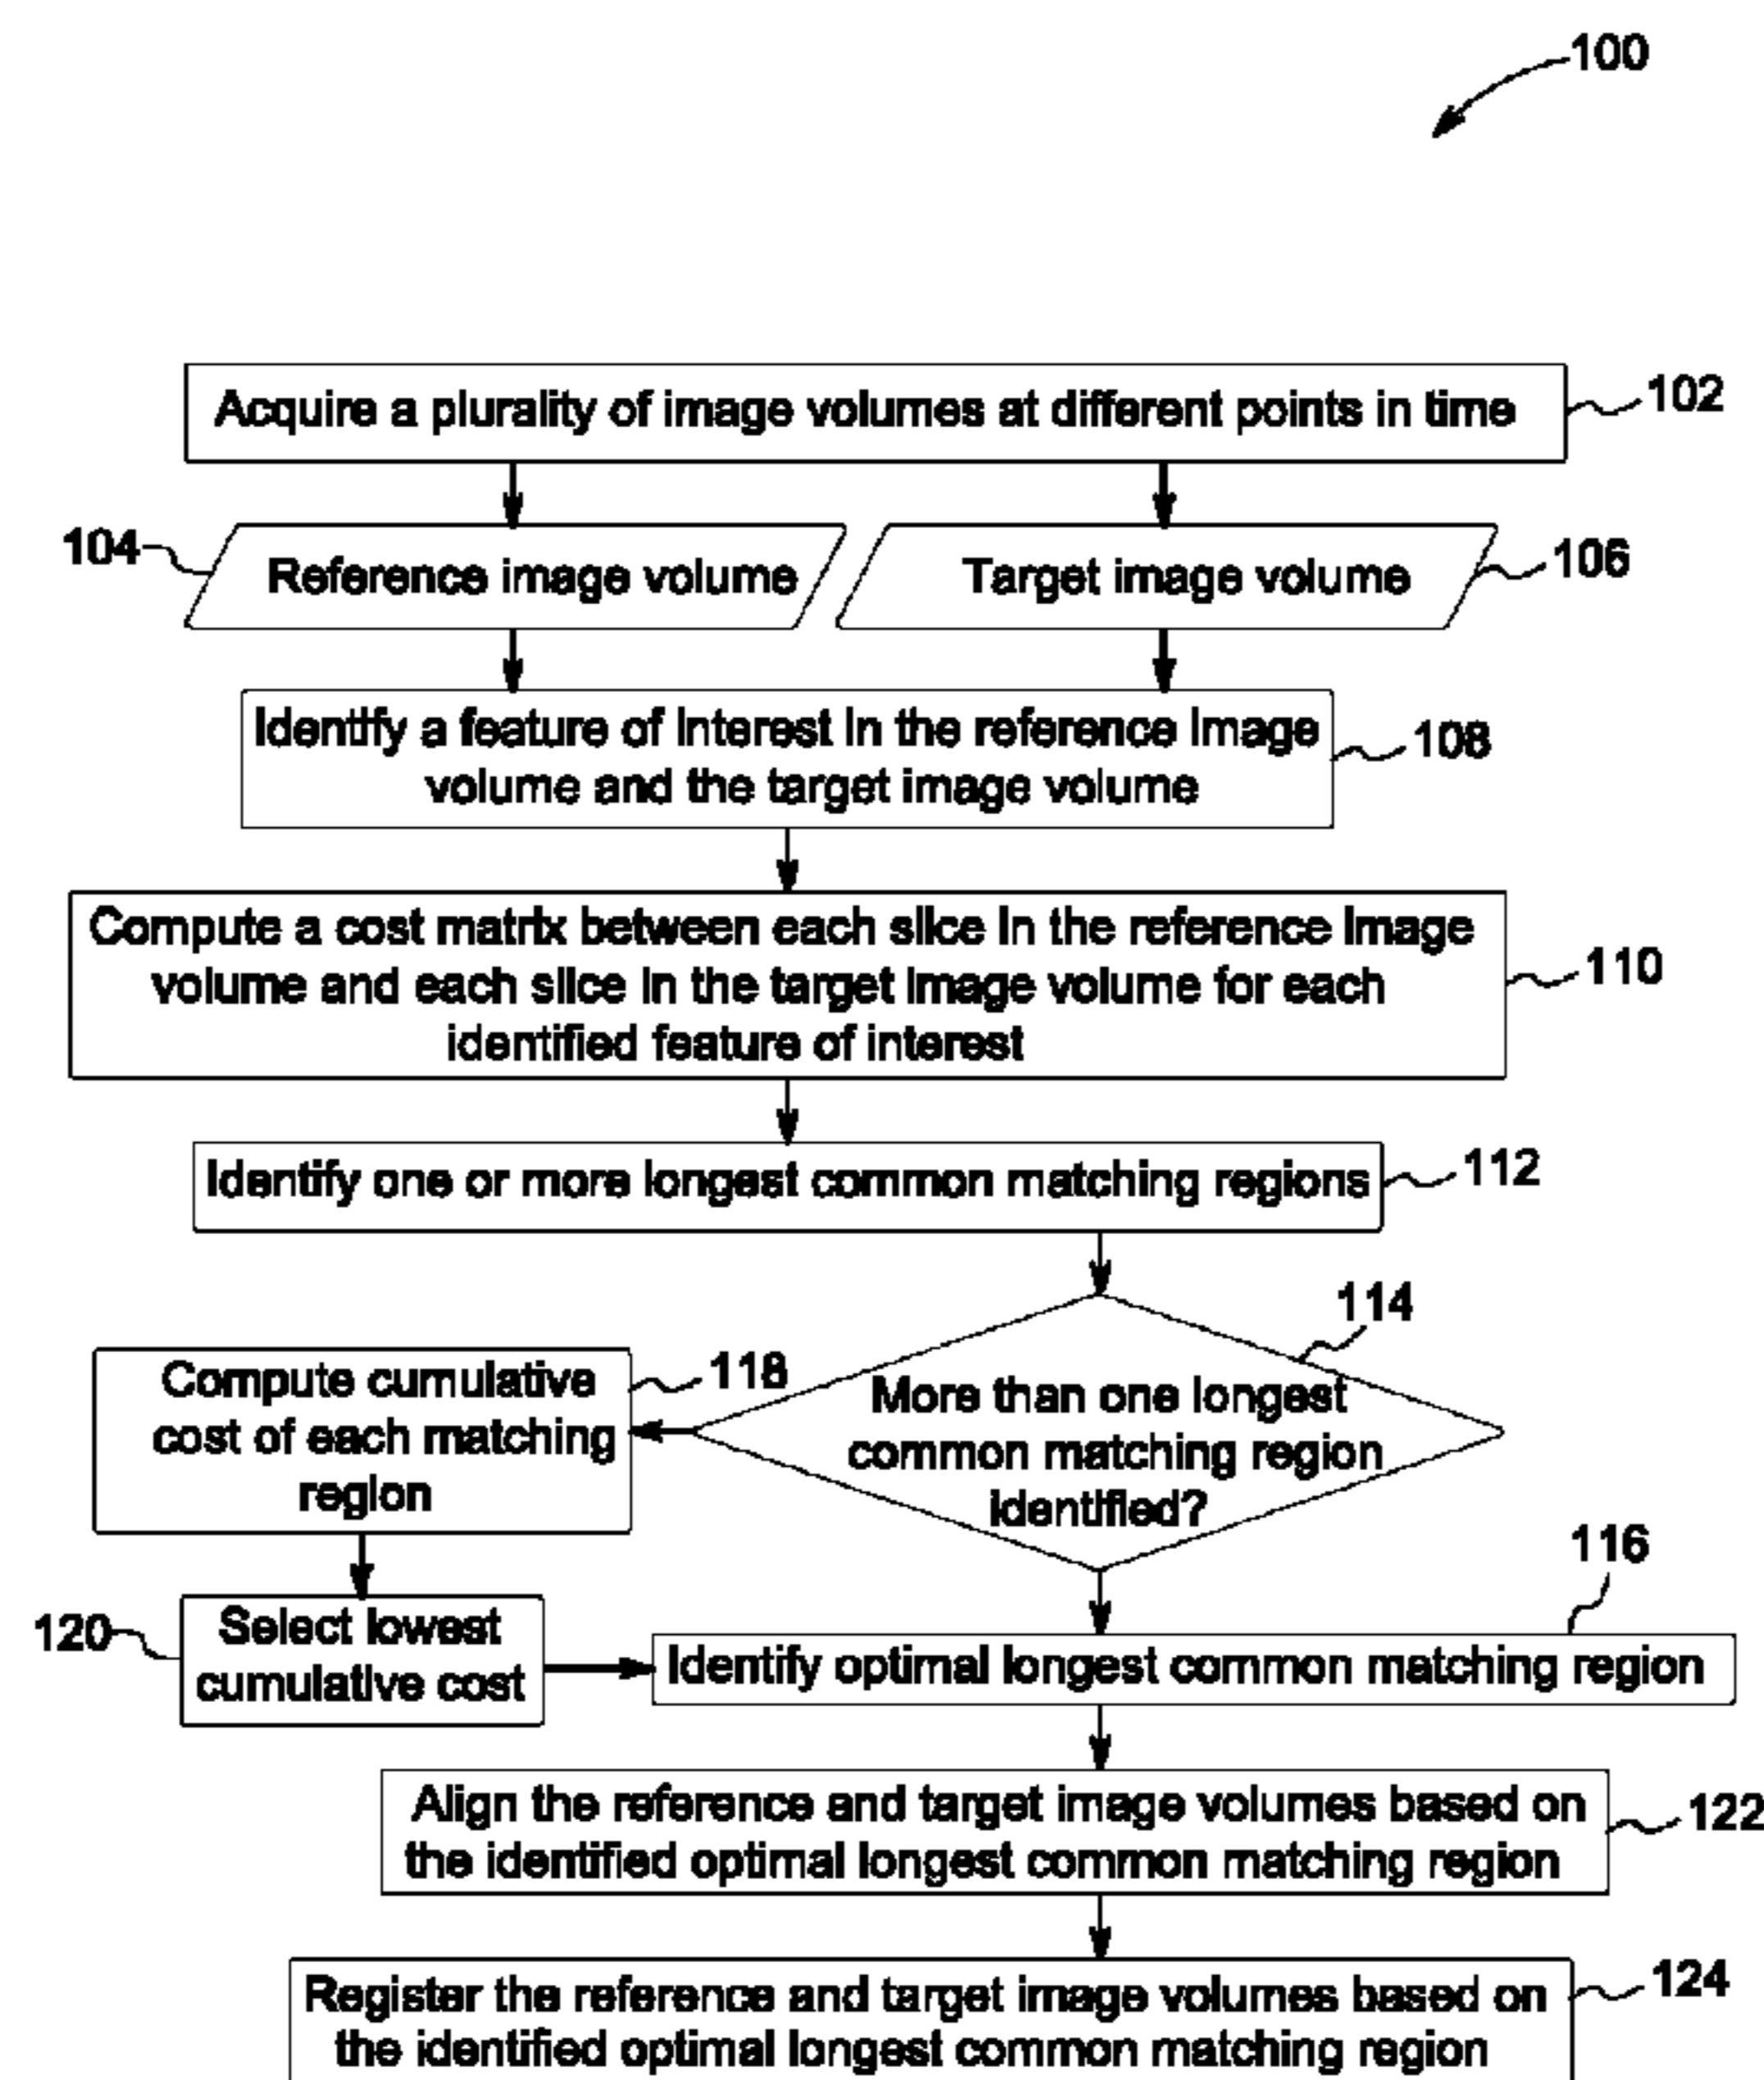 100
Acquire a plurality of image volumes at different points in time
102
104
Reference image volume
Target image volume
106
Identify a feature of interest in the reference image
volume and the target image volume
108
Compute a cost matrix between each slice in the reference image
volume and each slice in the target image volume for each
identified feature of interest
110
Identify one or more longest common matching regions
112
114
More than one longest
common matching region
identified?
Compute cumulative
cost of each matching
region
118
116
120
Select lowest
cumulative cost
Identify optimal longest common matching region
Align the reference and target image volumes based on
the identified optimal longest common matching region
122
Register the reference and target image volumes based on
the identified optimal longest common matching region
124